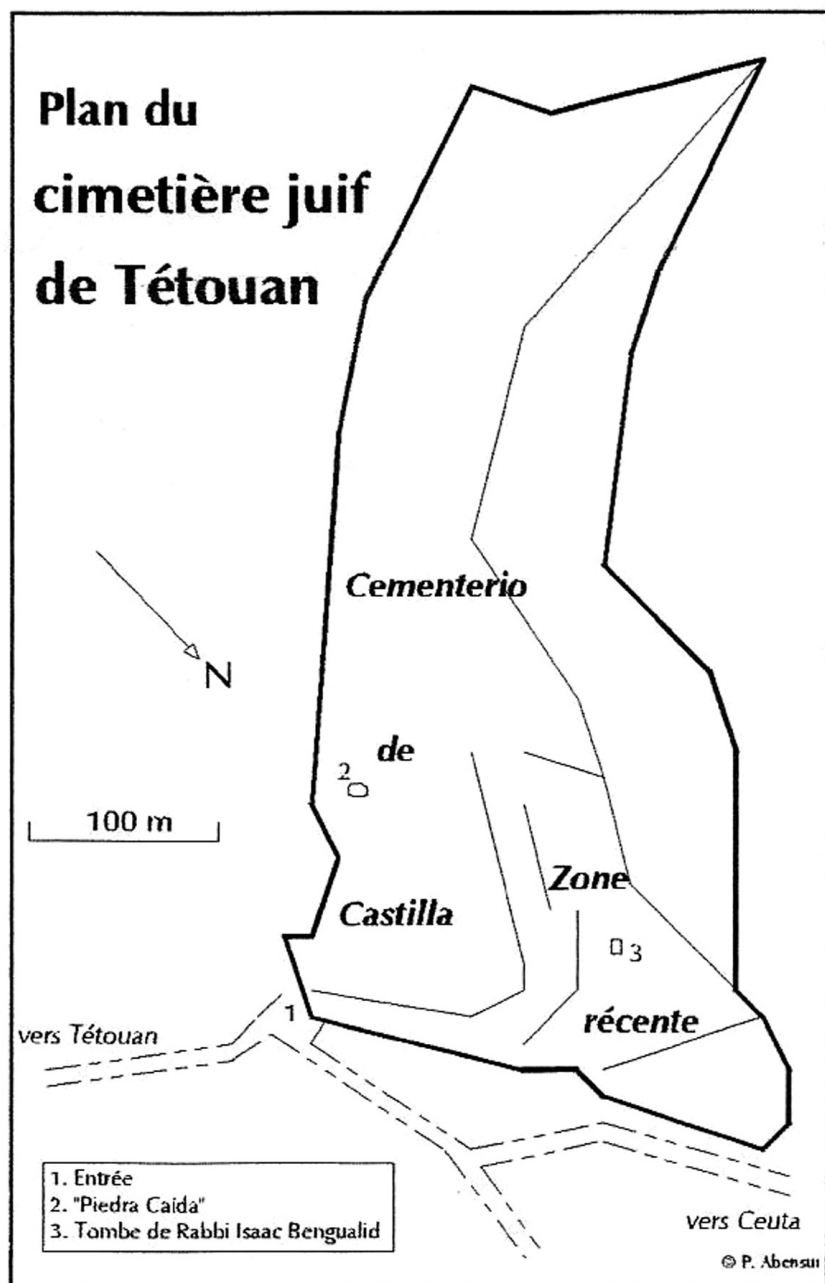 Plan du
cimetière juif
de Tétouan
Cementerio
N
de
2
100 m
Zone
Castilla
3
1
récente
vers Tétouan
1. Entrée
2. "Piedra Caída"
3. Tombe de Rabbi Isaac Bengualid
vers Ceuta
© P. Abensur